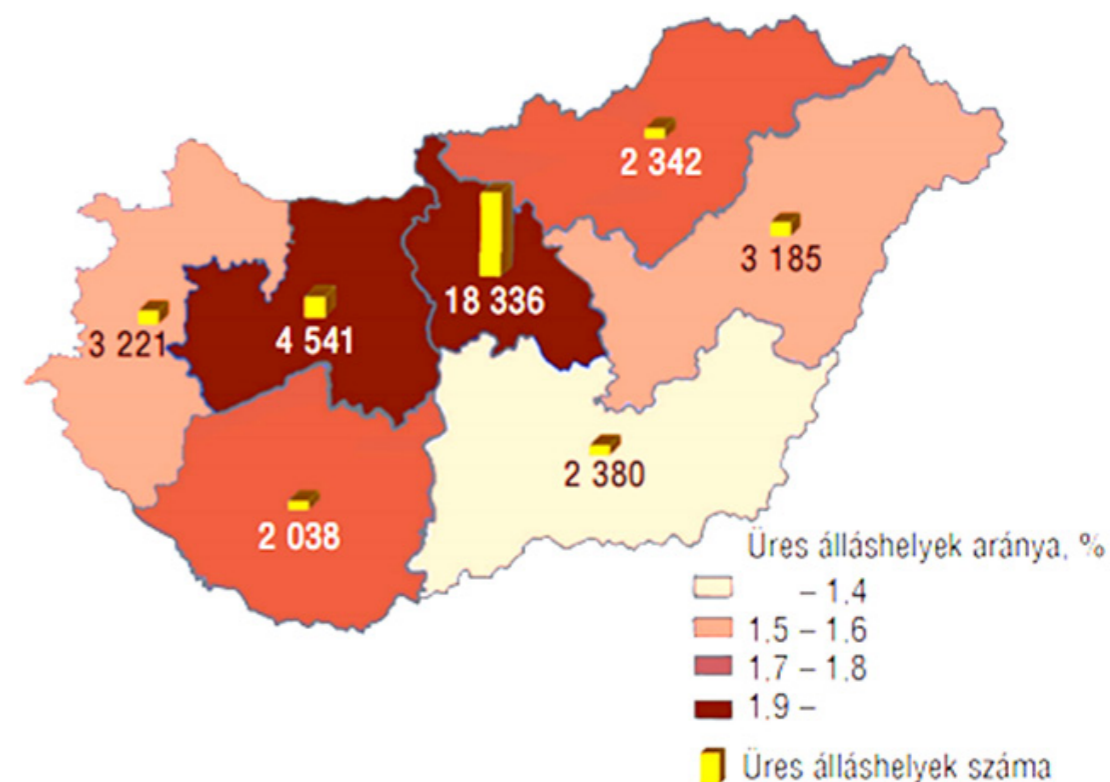 2 342
3 185
18 336
3 221
4 541
2 380
2 038
Üres álláshelyek aránya, %
– 1.4
1.5 – 1.6
1.7 – 1.8
1.9 –
Üres álláshelyek száma